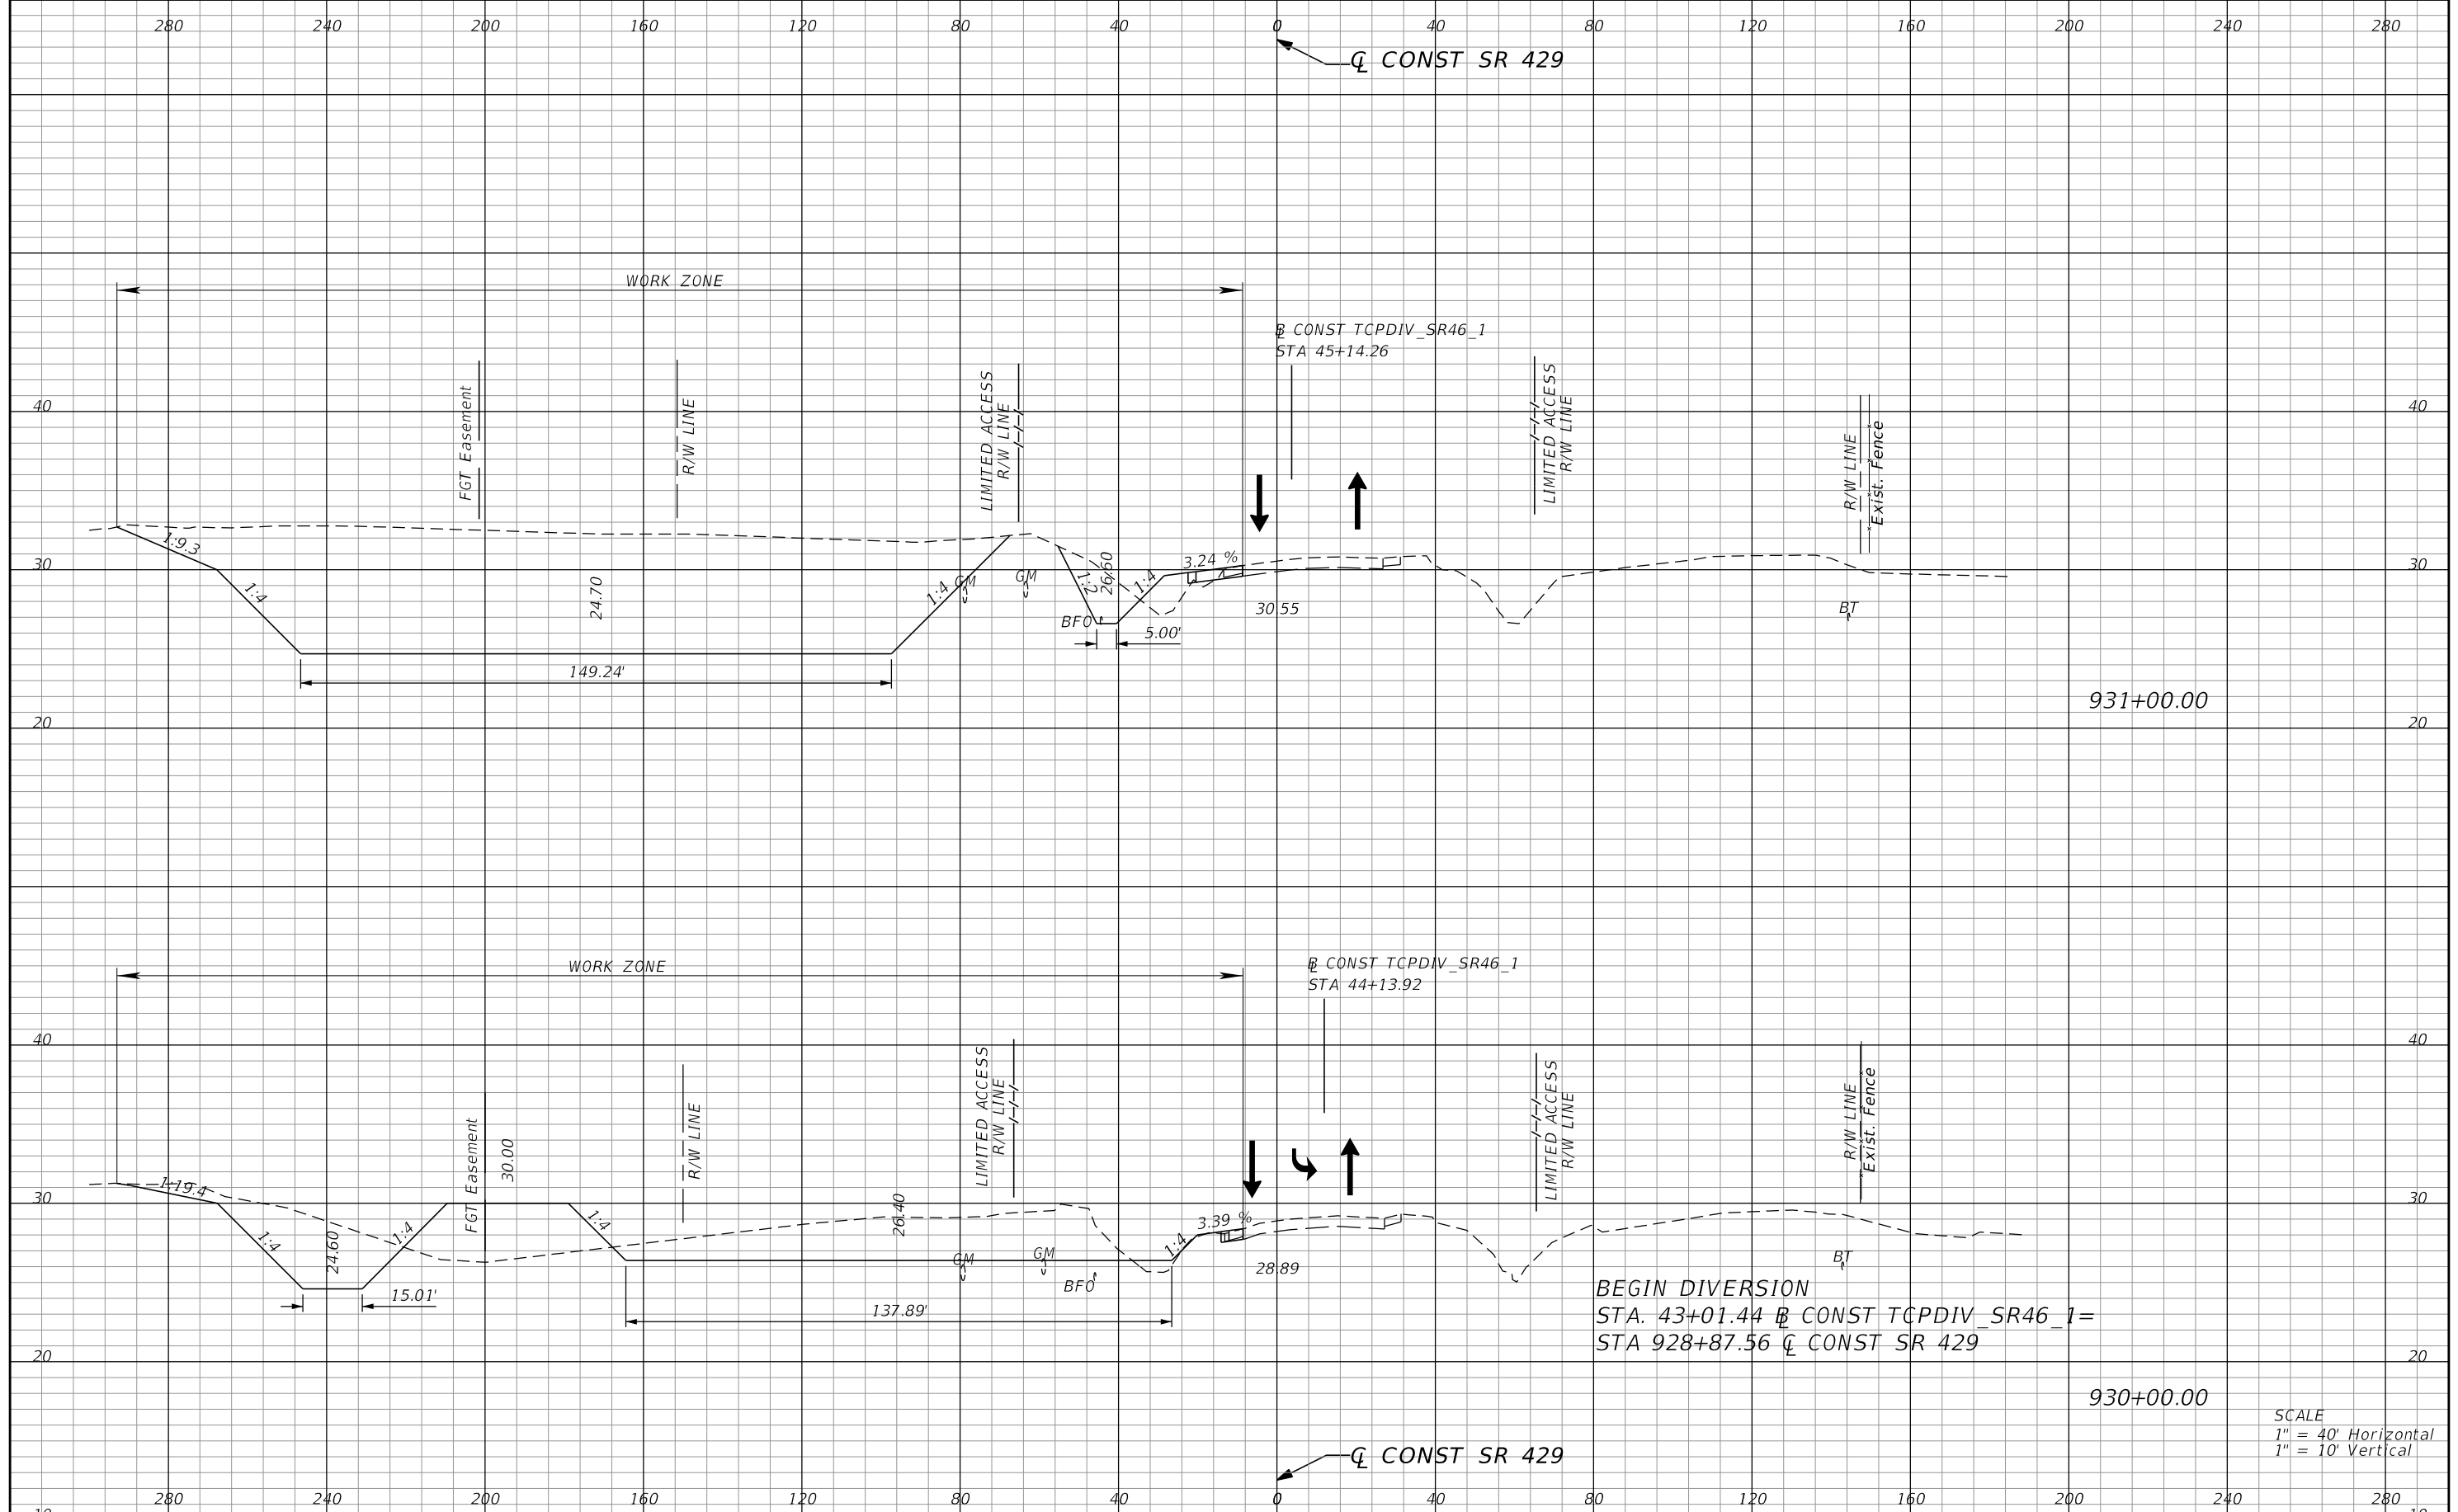 280 240 200 160 120 80 40 0 40 80 120 160 200 240 280
℄ CONST SR 429
WORK ZONE
℄ CONST TCPDIV_SR46_1
STA 45+14.26
FGT Easement
R/W LINE
LIMITED ACCESS
R/W LINE
LIMITED ACCESS
R/W LINE
R/W LINE
Exist. Fence
40 40
1:9.3
1:4
24.70
1:4
GM
GM
1:2
26.60
1:4
3.24 %
30 30
BFO
5.00'
30.55
BT
149.24'
931+00.00
20 20
WORK ZONE
℄ CONST TCPDIV_SR46_1
STA 44+13.92
40 40
FGT Easement
30.00
R/W LINE
LIMITED ACCESS
R/W LINE
LIMITED ACCESS
R/W LINE
R/W LINE
Exist. Fence
1:19.4
30 30
1:4
24.60
1:4
1:4
26.40
GM
GM
BFO
1:4
3.39 %
28.89
BT
15.01'
137.89'
BEGIN DIVERSION
STA. 43+01.44 ℄ CONST TCPDIV_SR46_1=
STA 928+87.56 ℄ CONST SR 429
20 20
930+00.00
SCALE
1" = 40' Horizontal
1" = 10' Vertical
℄ CONST SR 429
280 240 200 160 120 80 40 0 40 80 120 160 200 240 280